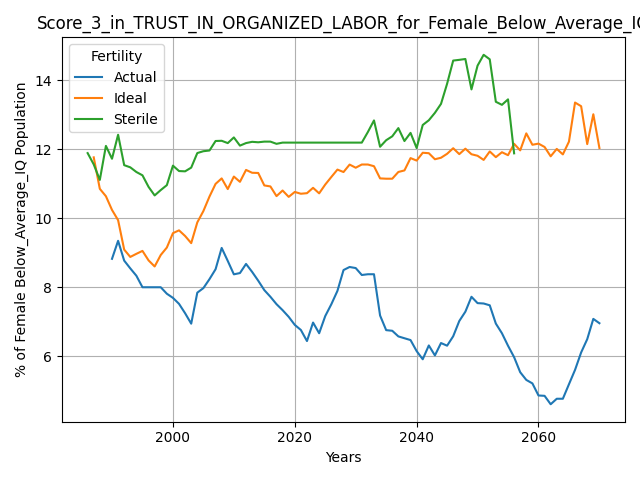 Score_3_in_TRUST_IN_ORGANIZED_LABOR_for_Female_Below_Average_IQ
Fertility
Actual
Ideal
Sterile
% of Female Below_Average_IQ Population
14
12
10
8
6
2000 2020 2040 2060
Years